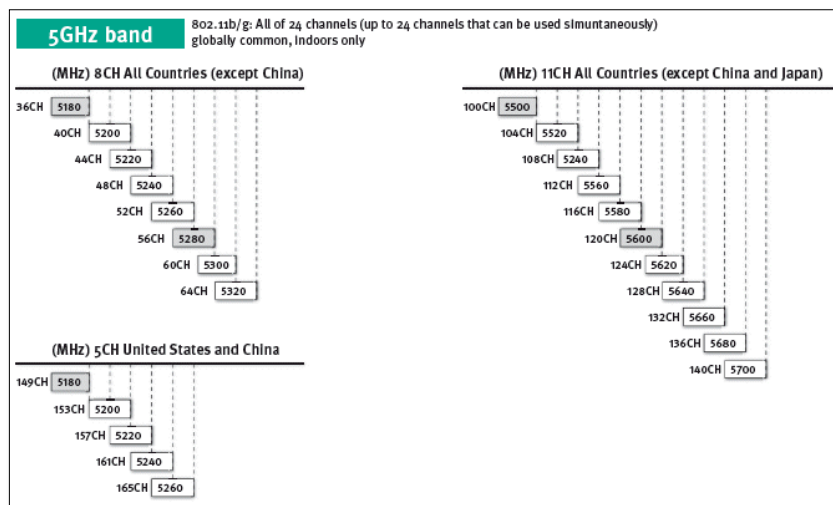 5GHz band
802.11b/g: All of 24 channels (up to 24 channels that can be used simuntaneously)
globally common, indoors only
(MHz) 8CH All Countries (except China)
36CH 5180
40CH 5200
44CH 5220
48CH 5240
52CH 5260
56CH 5280
60CH 5300
64CH 5320
(MHz) 11CH All Countries (except China and Japan)
100CH 5500
104CH 5520
108CH 5240
112CH 5560
116CH 5580
120CH 5600
124CH 5620
128CH 5640
132CH 5660
136CH 5680
140CH 5700
(MHz) 5CH United States and China
149CH 5180
153CH 5200
157CH 5220
161CH 5240
165CH 5260